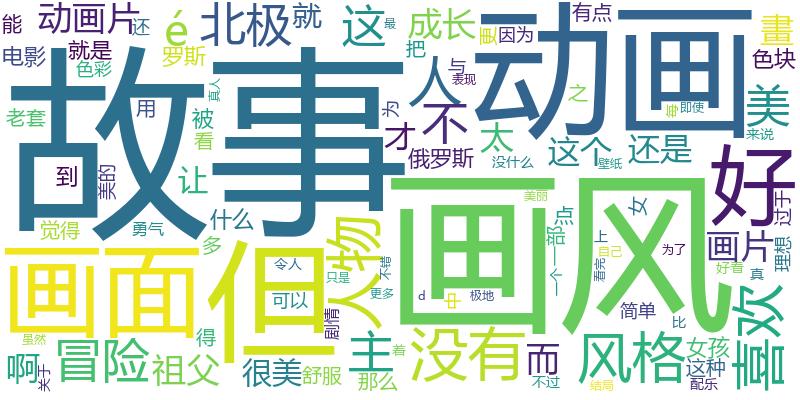 能
动画片
还
é
北极
就
这
成长
更
因为
有点
畫
电影
就是
罗斯
把
与
表现
色块
色彩
真人
人
动画
之
即使
美
老套
用
被
看
为
才
不
太
来说
故事
俄罗斯
没什么
这个
壁纸
还是
到
美的
让
好
觉得
勇气
什么
多
画风
美丽
女
点
过于
人物
一个
一部
上
自己
为了
画片
理想
好看
真
看完
画面
但
令人
只是
不错
可以
更多
d
中
极地
简单
喜欢
虽然
得
剧情
主
没有
而
风格
比
女孩
啊
冒险
祖父
很美
舒服
那么
着
不过
结局
这种
配乐
关于
最